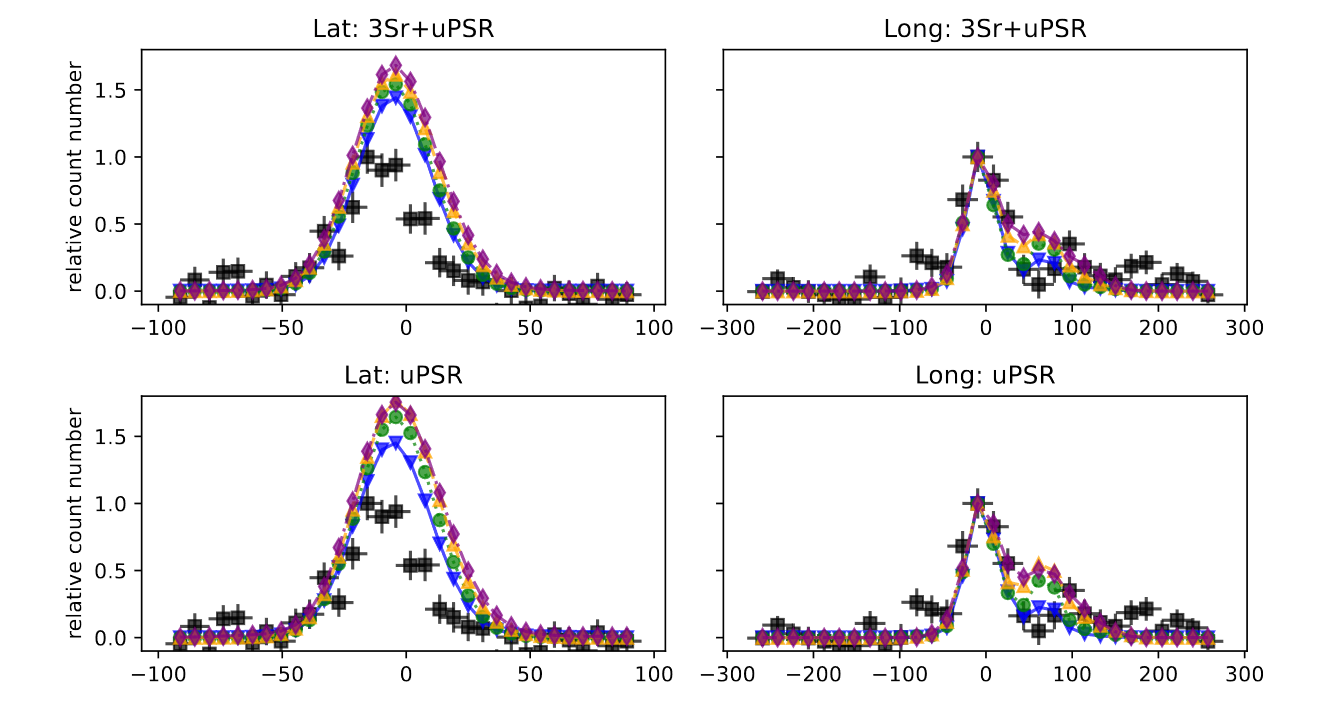 Lat: 3Sr+uPSR
Long: 3Sr+uPSR
relative count number
1.5
1.0
0.5
0.0
−100 −50 0 50 100
−300 −200 −100 0 100 200 300
Lat: uPSR
Long: uPSR
relative count number
1.5
1.0
0.5
0.0
−100 −50 0 50 100
−300 −200 −100 0 100 200 300